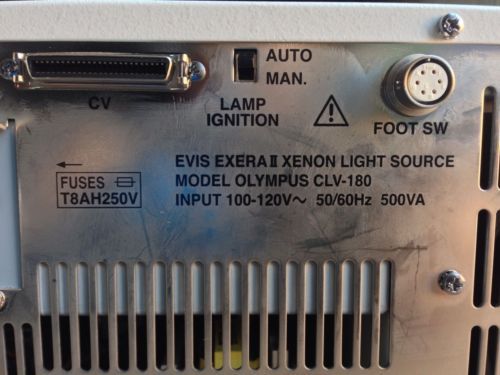 AUTO
MAN.
CV
LAMP
IGNITION
FOOT SW
EVIS EXERA II XENON LIGHT SOURCE
MODEL OLYMPUS CLV-180
INPUT 100-120V~ 50/60Hz 500VA
FUSES
T8AH250V